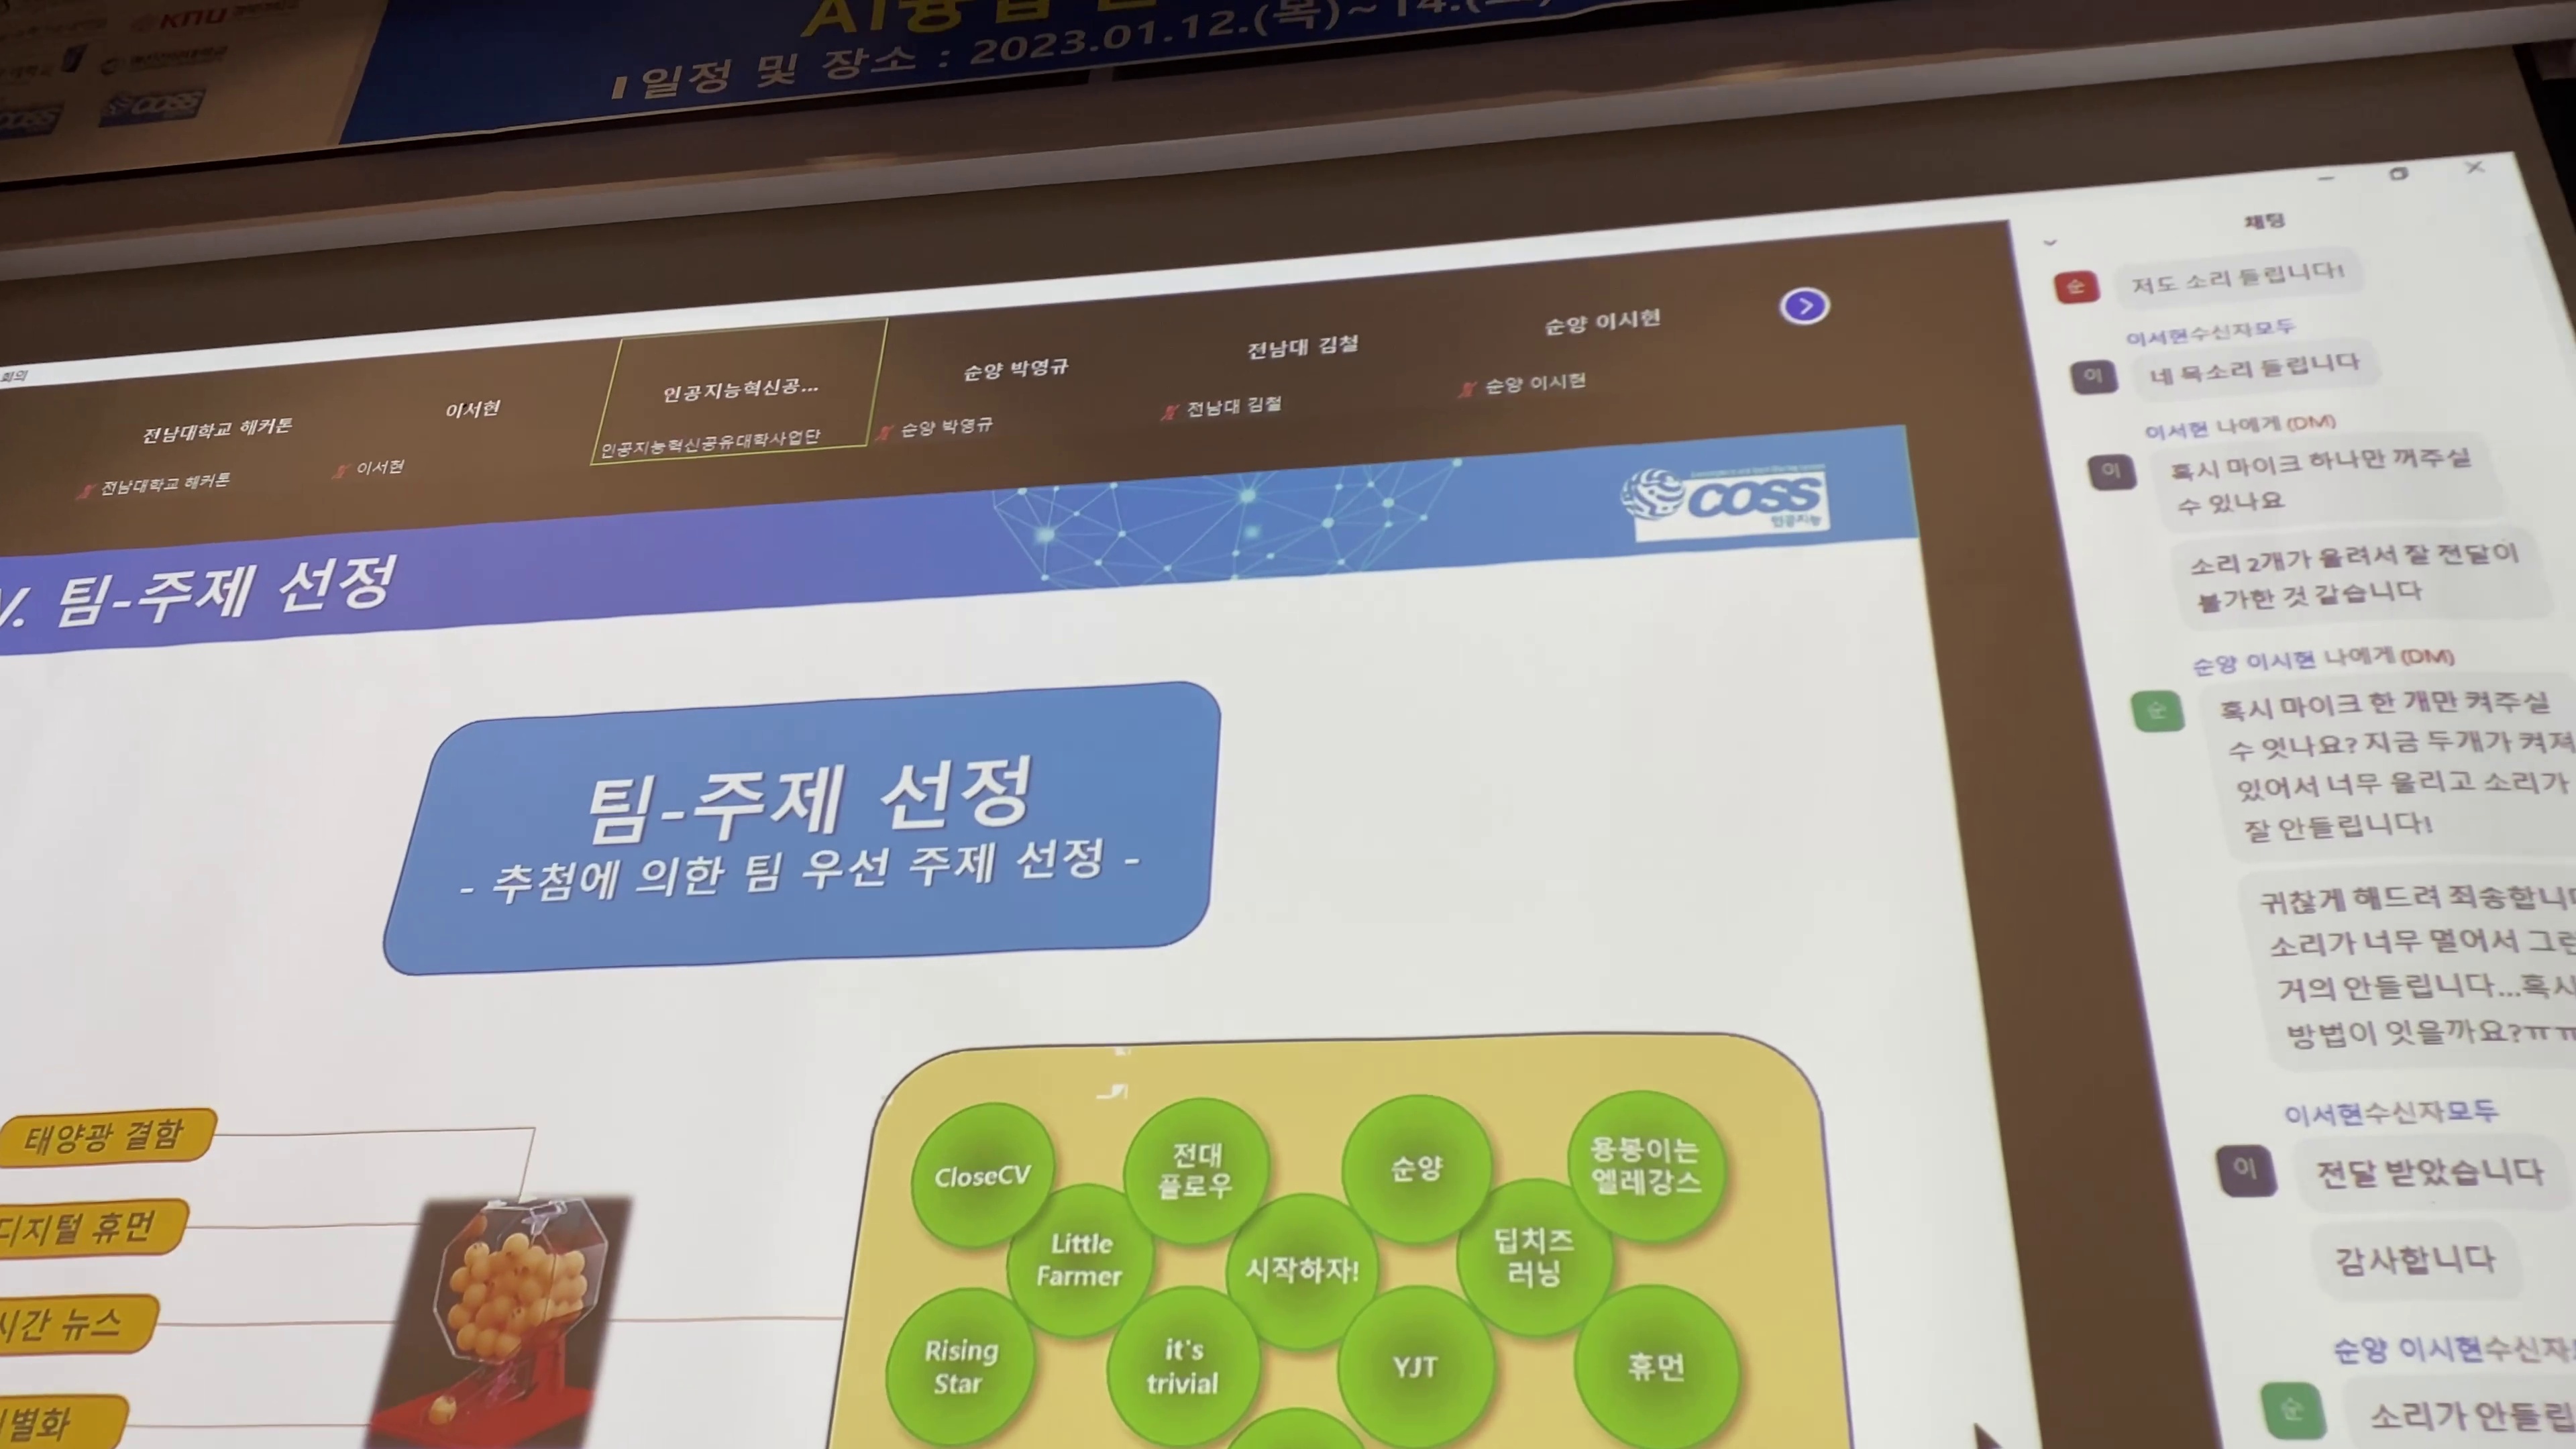 KNU
COSS
COSS
일정 및 장소 : 2023.01.12.(목)~14.
회의
전남대학교 해커톤
이서현
인공지능혁신공...
순양 박영규
전남대 김철
순양 이시현
전남대학교 해커톤
이서현
인공지능혁신공유대학사업단
순양 박영규
전남대 김철
순양 이시현
COSS
인공지능
V. 팀-주제 선정
팀-주제 선정
- 추첨에 의한 팀 우선 주제 선정 -
태양광 결함
디지털 휴먼
시간 뉴스
별화
CloseCV
전대
플로우
순양
용봉이는
엘레강스
Little
Farmer
시작하자!
딥치즈
러닝
Rising
Star
it's
trivial
YJT
휴먼
채팅
순
저도 소리 들립니다!
이서현수신자모두
이
네 목소리 들립니다
이서현 나에게 (DM)
이
혹시 마이크 하나만 꺼주실
수 있나요
소리 2개가 울려서 잘 전달이
불가한 것 같습니다
순양 이시현 나에게 (DM)
순
혹시 마이크 한 개만 켜주실
수 잇나요? 지금 두개가 켜져
있어서 너무 울리고 소리가
잘 안들립니다!
귀찮게 해드려 죄송합니
소리가 너무 멀어서 그런
거의 안들립니다...혹시
방법이 잇을까요?ㅠㅠ
이서현수신자모두
이
전달 받았습니다
감사합니다
순양 이시현수신자
순
소리가 안들립